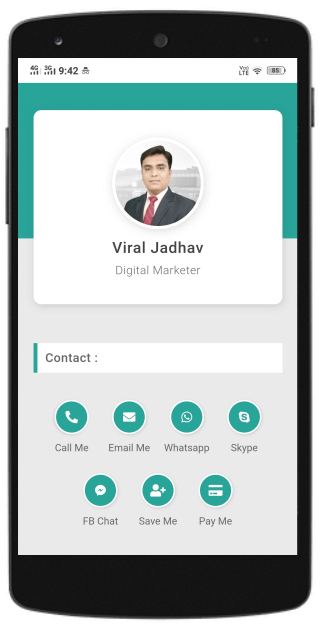 4G 3G 9:42 Vo) LTE 85
Viral Jadhav
Digital Marketer
Contact :
Call Me Email Me Whatsapp Skype
FB Chat Save Me Pay Me